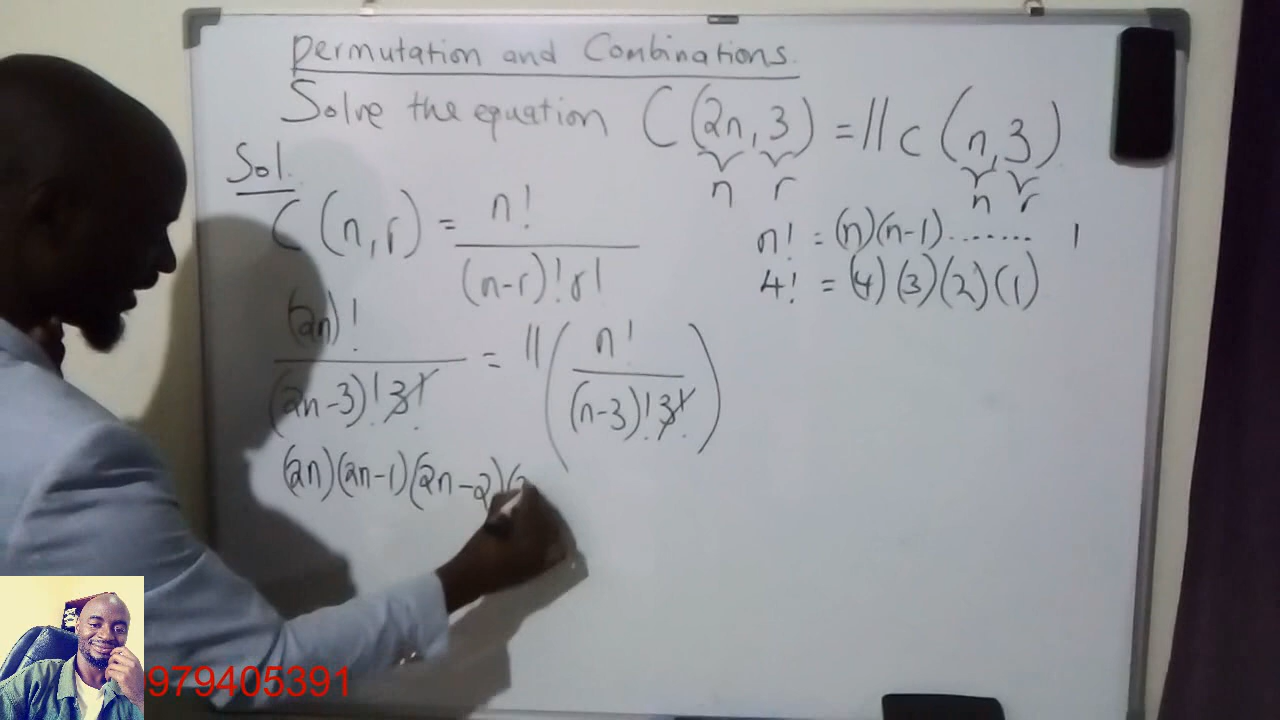 Permutation and Combinations.
Solve the equation C(2n,3) = 11 C(n,3)
n r n r
Sol.
C(n,r) = n! / (n-r)! r!
n! = (n)(n-1)........ 1
4! = (4)(3)(2)(1)
(2n)! / (2n-3)! 3! = 11 ( n! / (n-3)! 3! )
(2n)(2n-1)(2n-2)(2
979405391